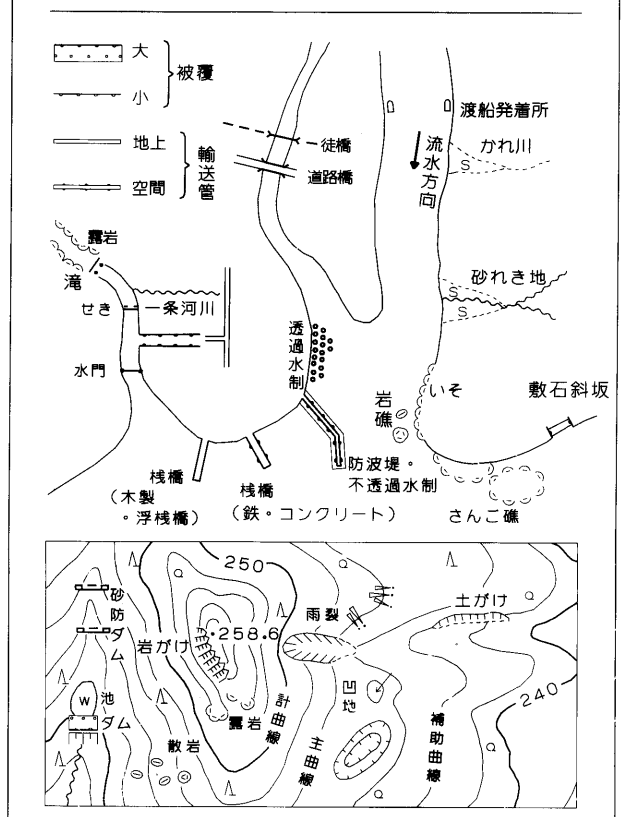 大
小
被覆
地上
空間
輸送管
徒橋
道路橋
渡船発着所
流水方向
かれ川
S
露岩
滝
せき
一条河川
水門
砂れき地
S
S
透過水制
岩礁
いそ
敷石斜坂
桟橋
(木製
・浮桟橋)
桟橋
(鉄・コンクリート)
防波堤・
不透過水制
さんご礁
250
砂防ダム
岩がけ
・258.6
雨裂
土がけ
W
池
ダム
散岩
露岩
計曲線
主曲線
凹地
補助曲線
240